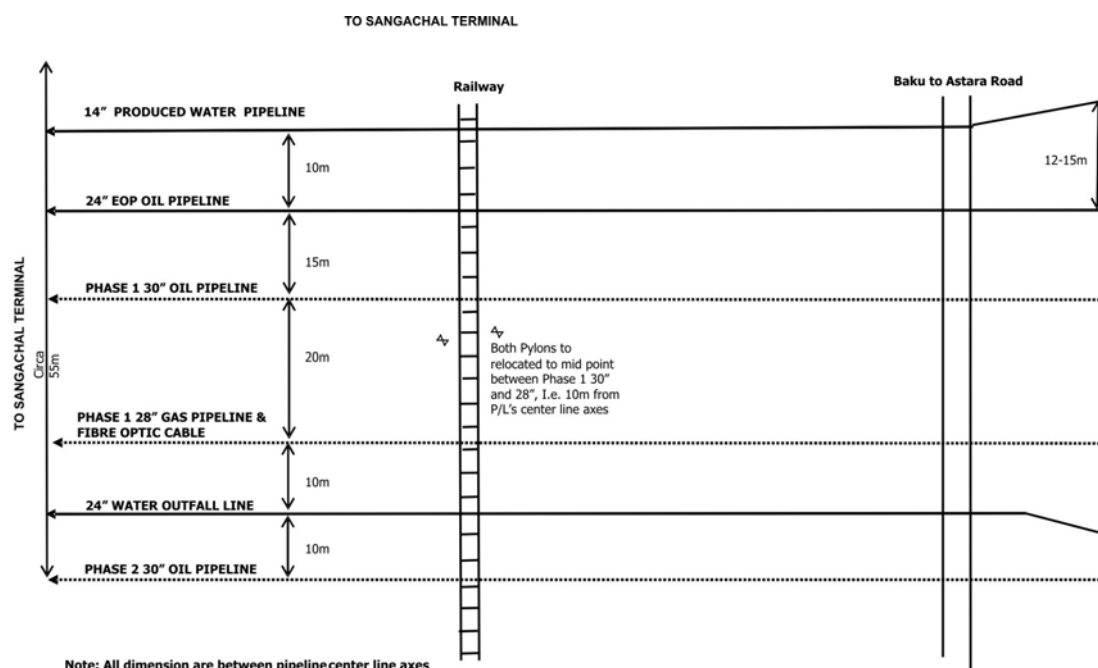 TO SANGACHAL TERMINAL
Railway
Baku to Astara Road
14” PRODUCED WATER PIPELINE
10m
12-15m
24” EOP OIL PIPELINE
15m
PHASE 1 30” OIL PIPELINE
TO SANGACHAL TERMINAL
Circa
55m
20m
Both Pylons to
relocated to mid point
between Phase 1 30”
and 28”, I.e. 10m from
P/L’s center line axes
PHASE 1 28” GAS PIPELINE &
FIBRE OPTIC CABLE
10m
24” WATER OUTFALL LINE
10m
PHASE 2 30” OIL PIPELINE
Note: All dimension are between pipeline center line axes